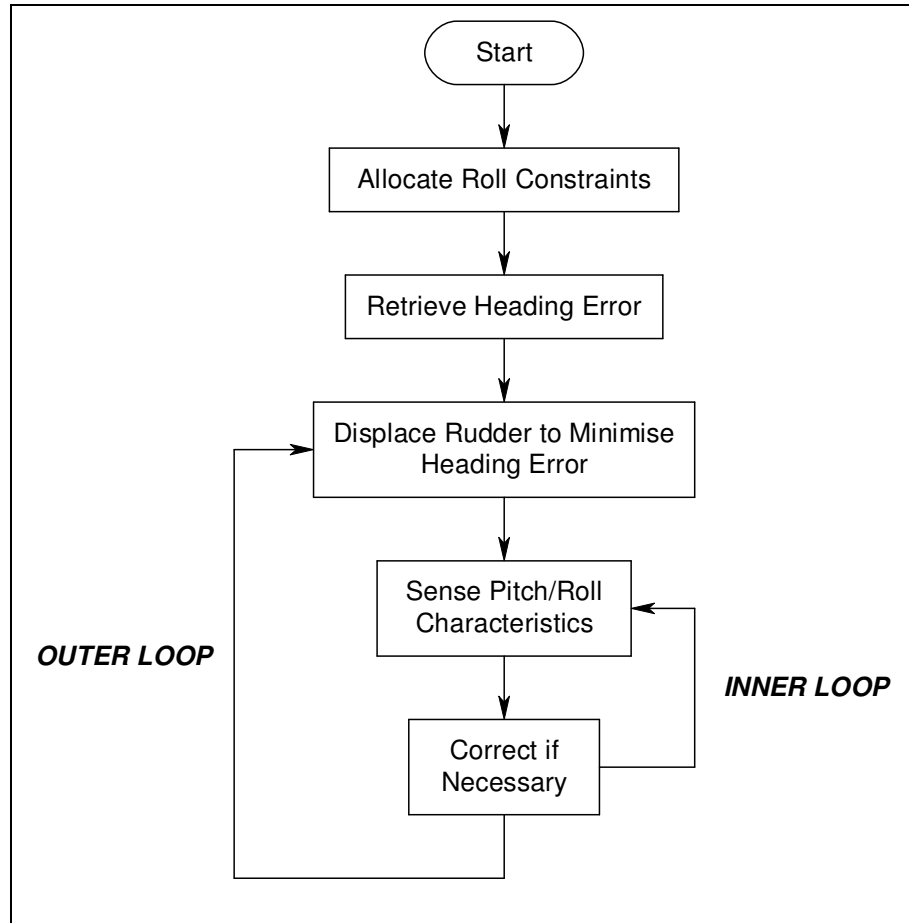 Start
Allocate Roll Constraints
Retrieve Heading Error
Displace Rudder to Minimise
Heading Error
Sense Pitch/Roll
Characteristics
OUTER LOOP
INNER LOOP
Correct if
Necessary